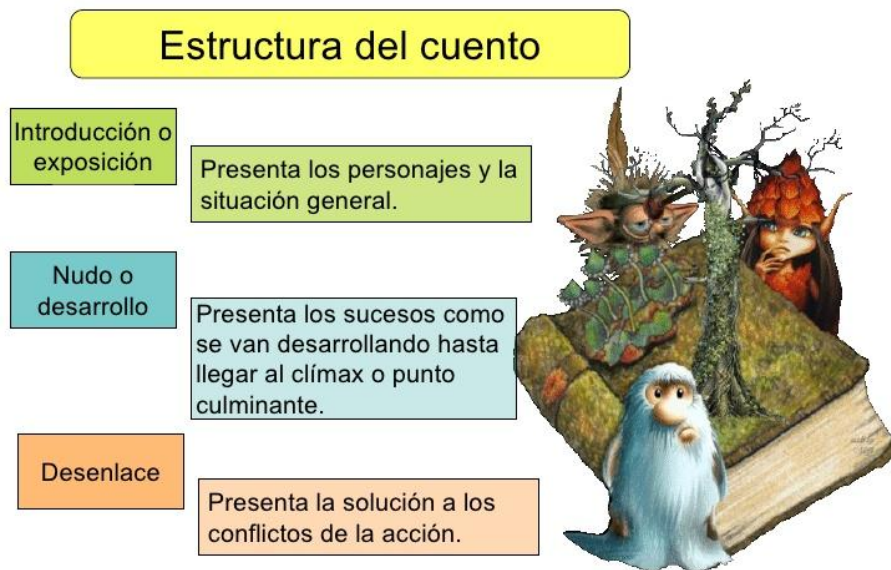 Estructura del cuento
Introducción o
exposición
Presenta los personajes y la
situación general.
Nudo o
desarrollo
Presenta los sucesos como
se van desarrollando hasta
llegar al clímax o punto
culminante.
Desenlace
Presenta la solución a los
conflictos de la acción.